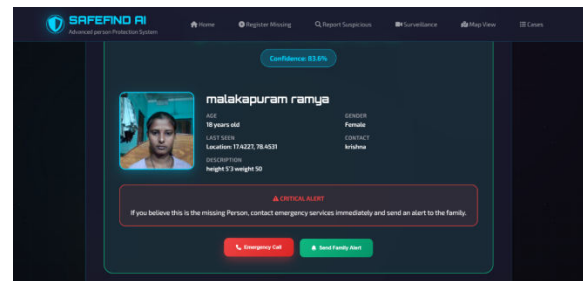 SAFEFIND AI
Advanced person Protection System
Home
Register Missing
Report Suspicious
Surveillance
Map View
Cases
Confidence: 83.6%
malakapuram ramya
AGE
18 years old
GENDER
Female
LAST SEEN
Location: 17.4227, 78.4531
CONTACT
krishna
DESCRIPTION
height 5'3 weight 50
CRITICAL ALERT
If you believe this is the missing Person, contact emergency services immediately and send an alert to the family.
Emergency Call
Send Family Alert